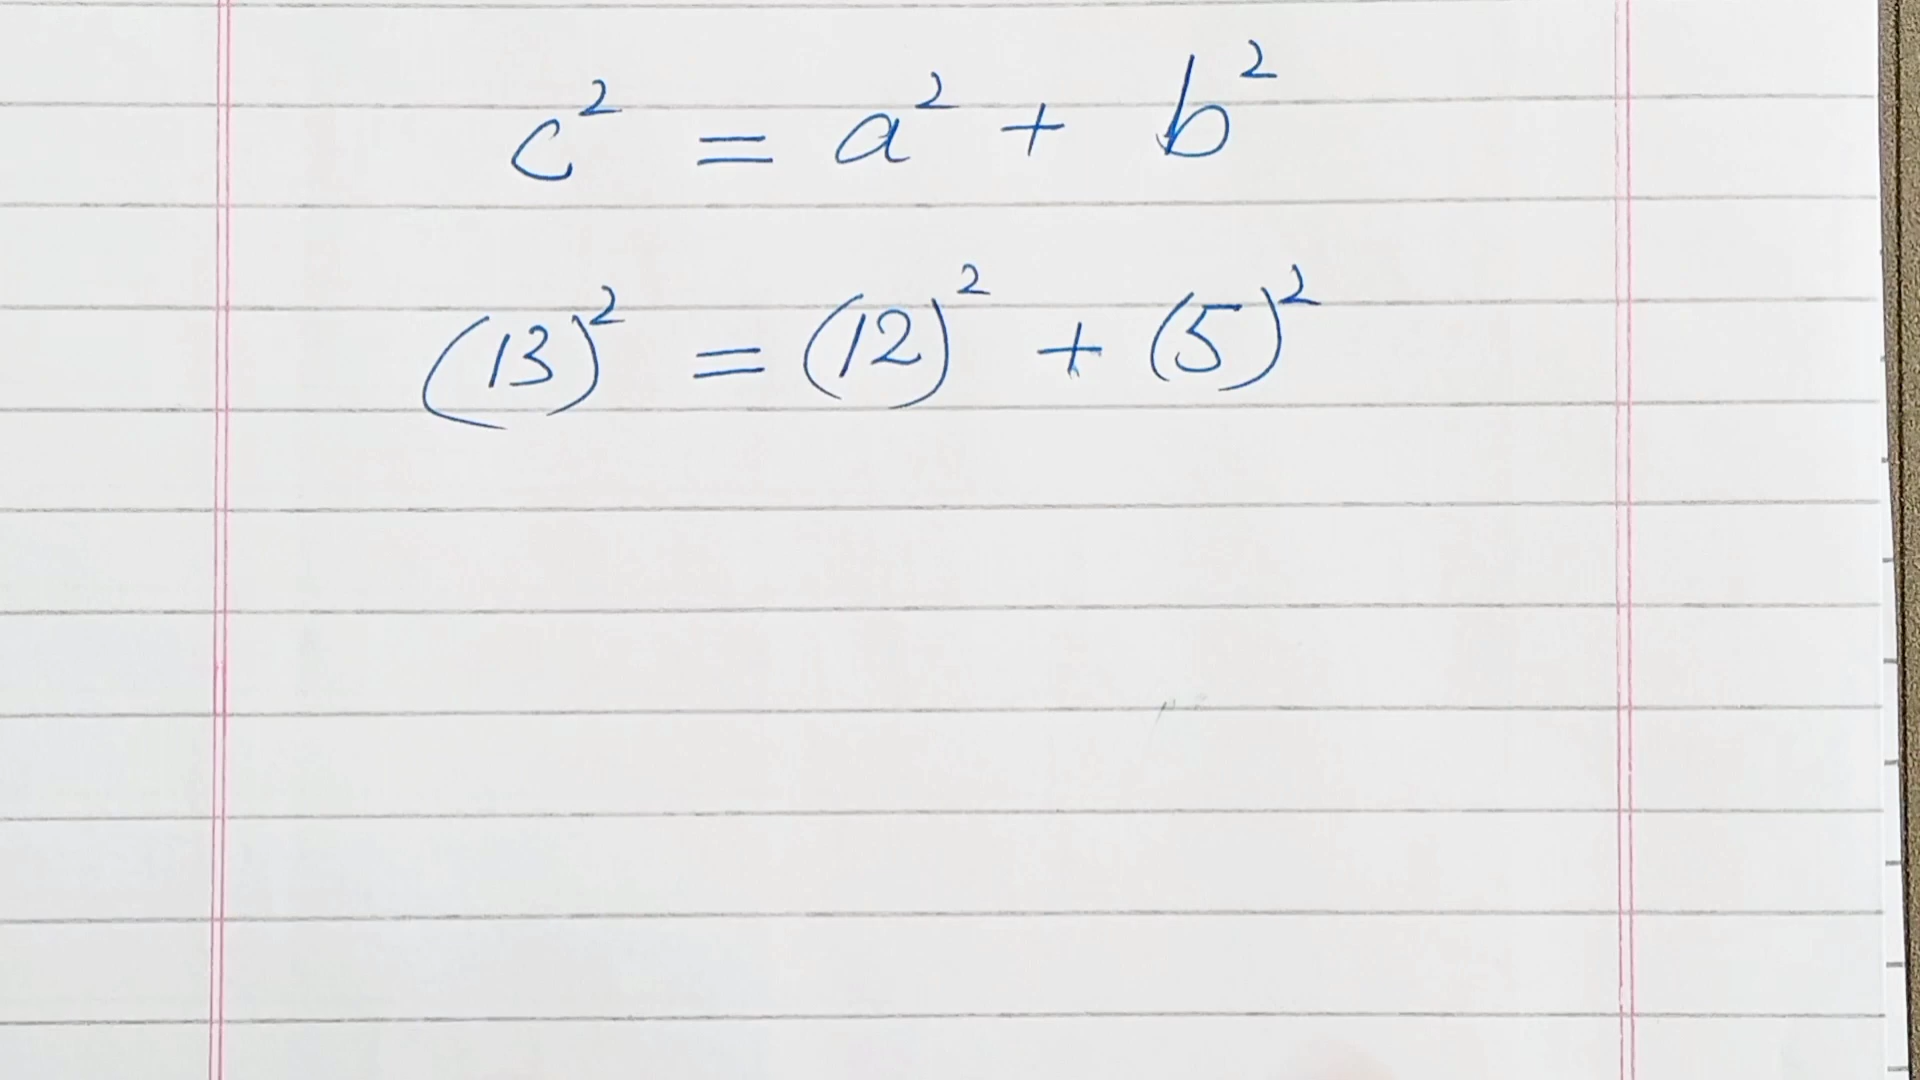 c² = a² + b²
(13)² = (12)² + (5)²